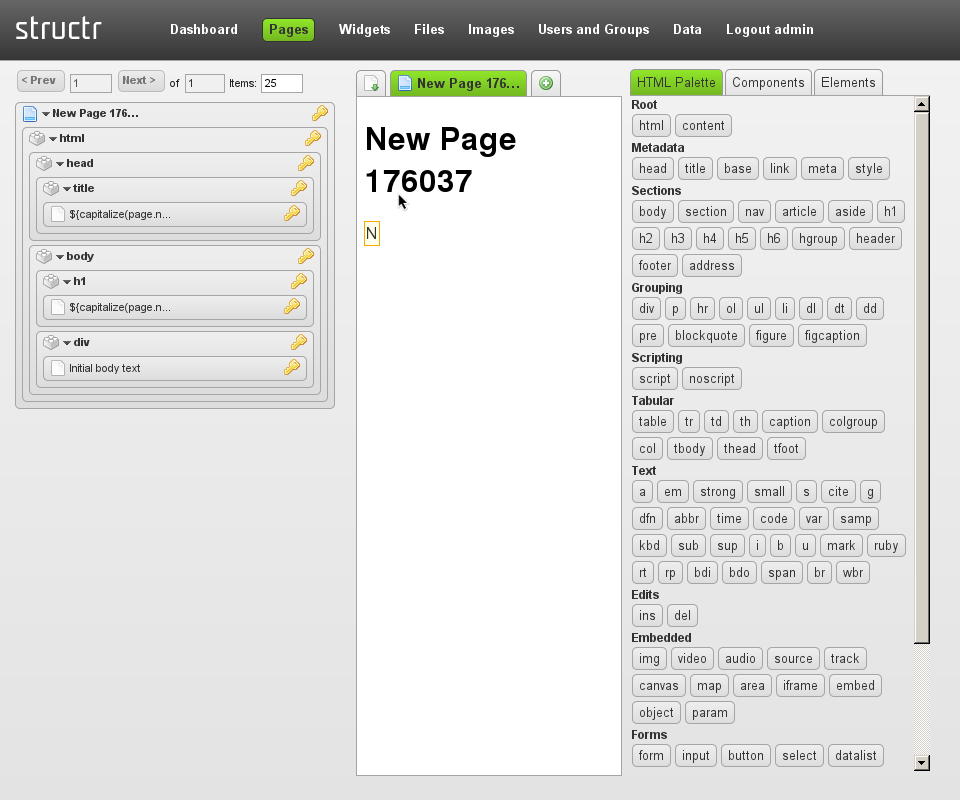 structr
Dashboard Pages Widgets Files Images Users and Groups Data Logout admin
< Prev 1 Next > of 1 Items: 25
New Page 176...
html
head
title
${capitalize(page.n...
body
h1
${capitalize(page.n...
div
Initial body text
New Page 176...
New Page
176037
N
HTML Palette Components Elements
Root
html content
Metadata
head title base link meta style
Sections
body section nav article aside h1
h2 h3 h4 h5 h6 hgroup header
footer address
Grouping
div p hr ol ul li dl dt dd
pre blockquote figure figcaption
Scripting
script noscript
Tabular
table tr td th caption colgroup
col tbody thead tfoot
Text
a em strong small s cite g
dfn abbr time code var samp
kbd sub sup i b u mark ruby
rt rp bdi bdo span br wbr
Edits
ins del
Embedded
img video audio source track
canvas map area iframe embed
object param
Forms
form input button select datalist